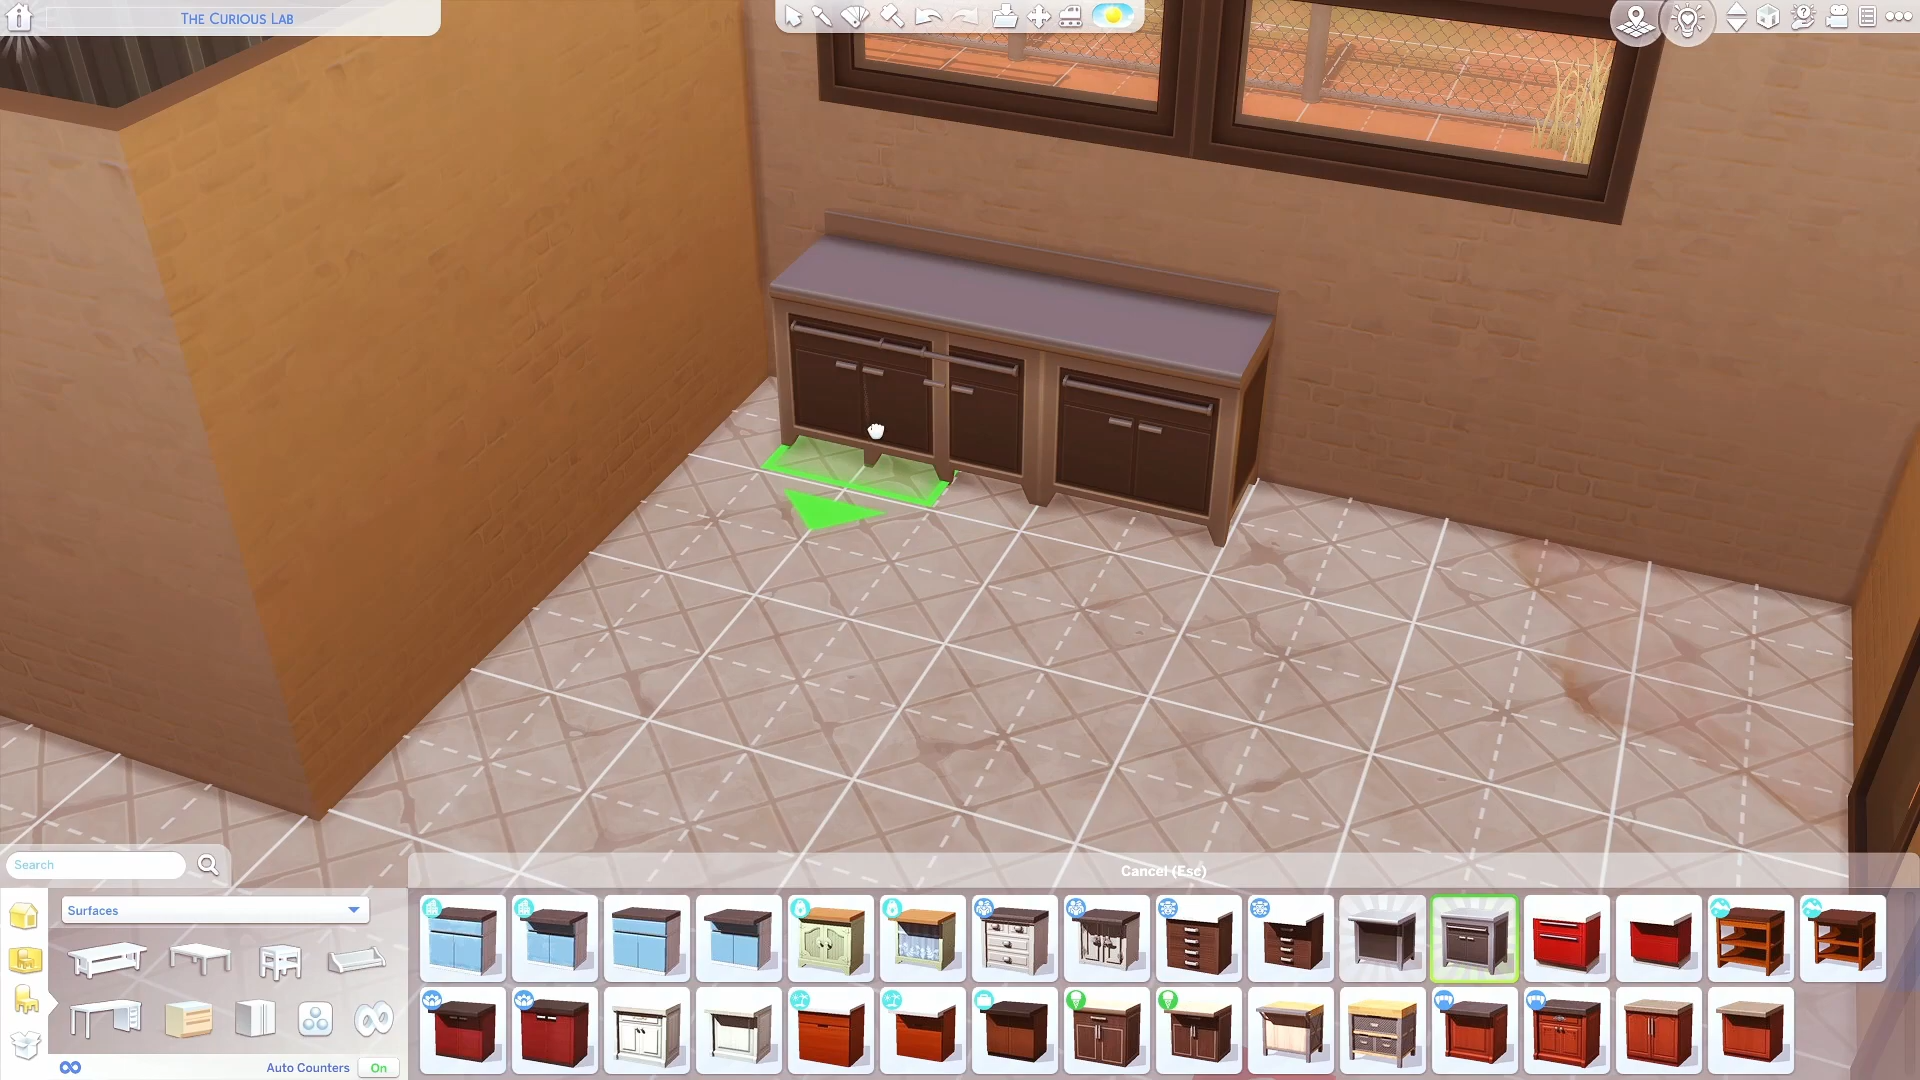 The Curious Lab
Search
Cancel (Esc)
Surfaces
Auto Counters
On